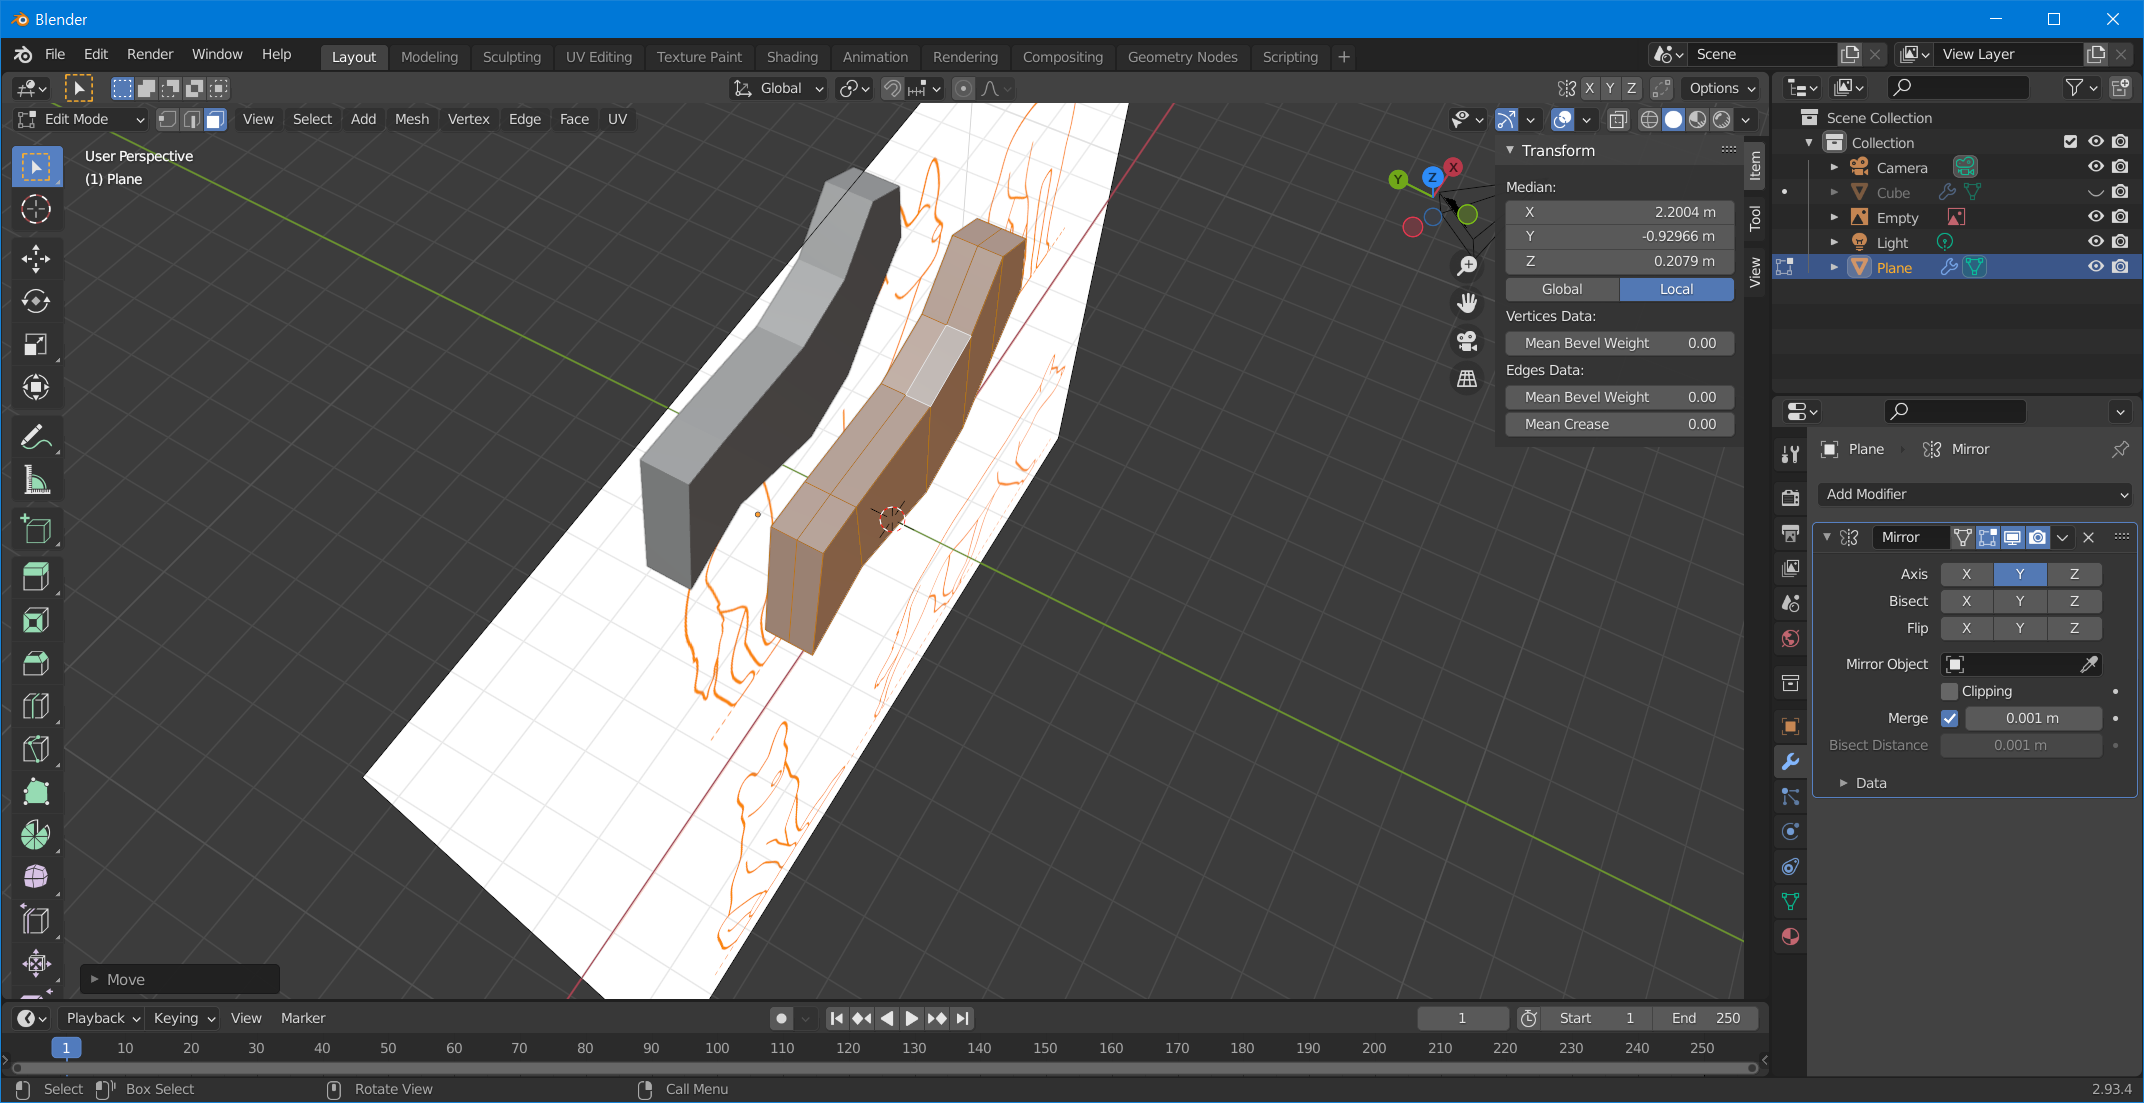 Blender
File Edit Render Window Help Layout Modeling Sculpting UV Editing Texture Paint Shading Animation Rendering Compositing Geometry Nodes Scripting + Scene View Layer
Global X Y Z Options
Edit Mode View Select Add Mesh Vertex Edge Face UV
User Perspective
(1) Plane
Y Z X
Transform
Median:
X 2.2004 m
Y -0.92966 m
Z 0.2079 m
Global Local
Vertices Data:
Mean Bevel Weight 0.00
Edges Data:
Mean Bevel Weight 0.00
Mean Crease 0.00
Item
Tool
View
Scene Collection
Collection
Camera
Cube
Empty
Light
Plane
Plane Mirror
Add Modifier
Mirror
Axis X Y Z
Bisect X Y Z
Flip X Y Z
Mirror Object
Clipping
Merge 0.001 m
Bisect Distance 0.001 m
Data
Move
Playback Keying View Marker 1 Start 1 End 250
1 10 20 30 40 50 60 70 80 90 100 110 120 130 140 150 160 170 180 190 200 210 220 230 240 250
Select Box Select Rotate View Call Menu 2.93.4